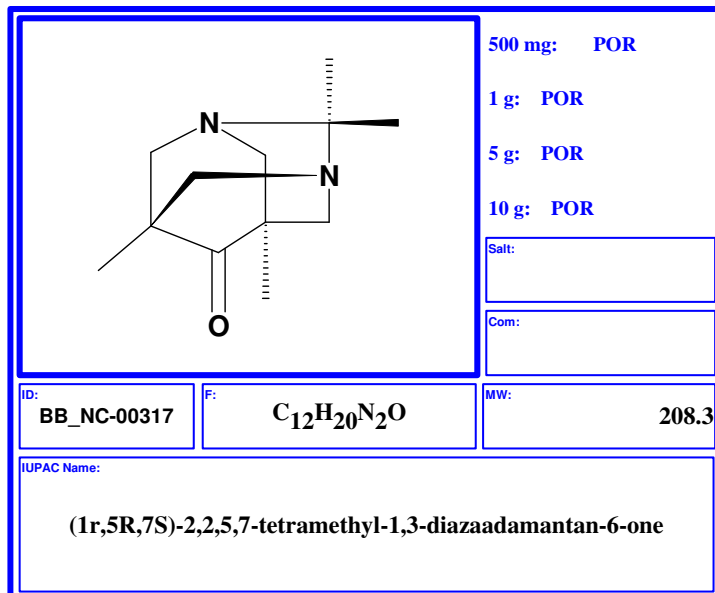 500 mg: POR
1 g: POR
5 g: POR
10 g: POR
N
N
O
Salt:
Com:
ID:
BB_NC-00317
F:
C12H20N2O
MW:
208.3
IUPAC Name:
(1r,5R,7S)-2,2,5,7-tetramethyl-1,3-diazaadamantan-6-one